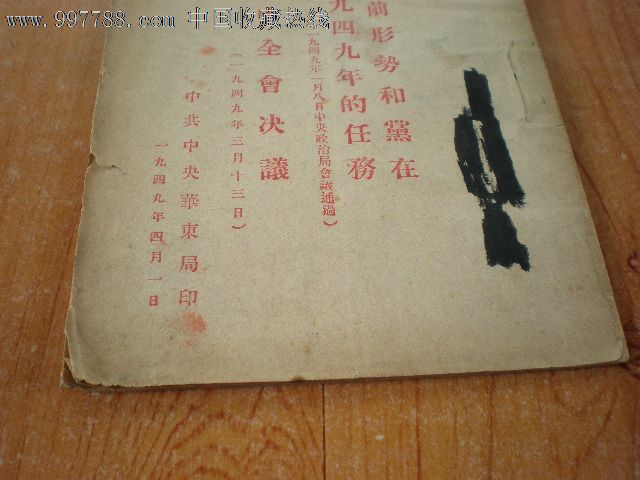 www.997788.com 中国收藏热线
前形勢和黨在
九四九年的任務
九四九年一月八日中央政治局會議通過）
全會决議
（一九四九年三月十三日）
中共中央華東局印
一九四九年四月一日